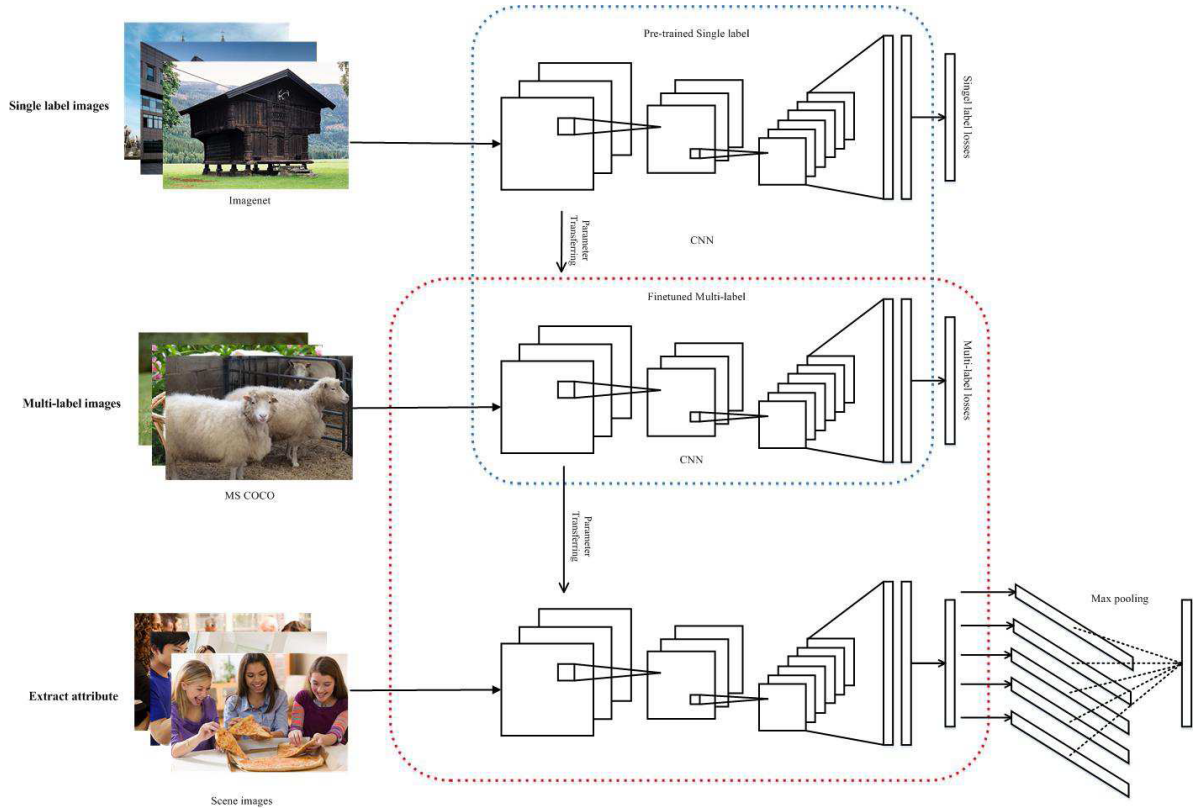 Pre-trained Single label
Single label images
Imagenet
Singel label losses
Parameter
Transferring
CNN
Finetuned Multi-label
Multi-label images
MS COCO
Multi-label losses
CNN
Parameter
Transferring
Max pooling
Extract attribute
Scene images